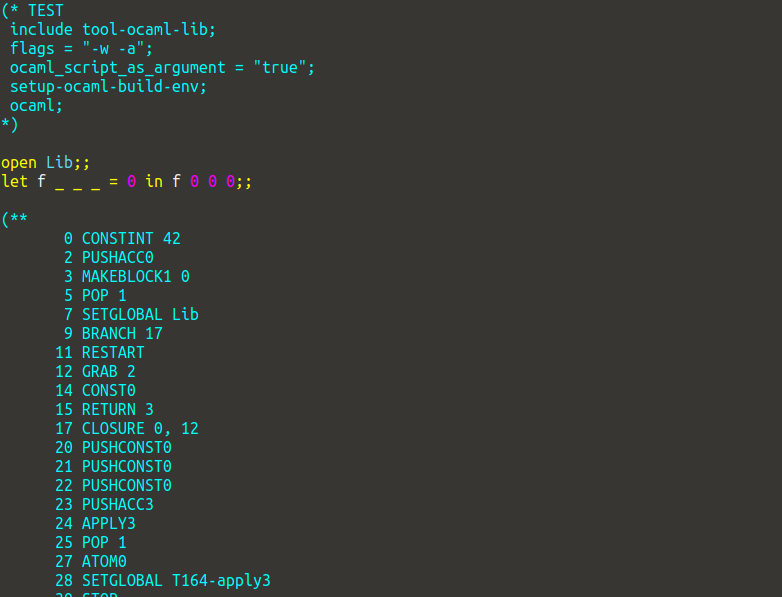 (* TEST
 include tool-ocaml-lib;
 flags = "-w -a";
 ocaml_script_as_argument = "true";
 setup-ocaml-build-env;
 ocaml;
*)

open Lib;;
let f _ _ _ = 0 in f 0 0 0;;

(**
       0 CONSTINT 42
       2 PUSHACC0
       3 MAKEBLOCK1 0
       5 POP 1
       7 SETGLOBAL Lib
       9 BRANCH 17
      11 RESTART
      12 GRAB 2
      14 CONST0
      15 RETURN 3
      17 CLOSURE 0, 12
      20 PUSHCONST0
      21 PUSHCONST0
      22 PUSHCONST0
      23 PUSHACC3
      24 APPLY3
      25 POP 1
      27 ATOM0
      28 SETGLOBAL T164-apply3
      30 STOP